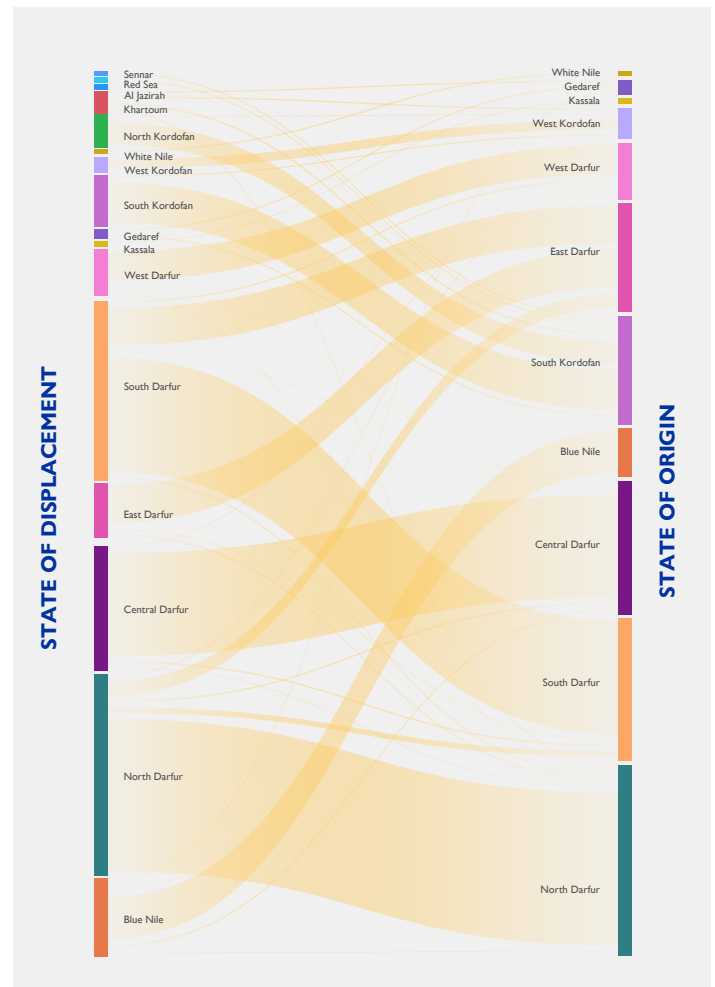 STATE OF DISPLACEMENT
Sennar
Red Sea
Al Jazirah
Khartoum
North Kordofan
White Nile
West Kordofan
South Kordofan
Gedaref
Kassala
West Darfur
South Darfur
East Darfur
Central Darfur
North Darfur
Blue Nile
White Nile
Gedaref
Kassala
West Kordofan
West Darfur
East Darfur
South Kordofan
Blue Nile
Central Darfur
South Darfur
North Darfur
STATE OF ORIGIN